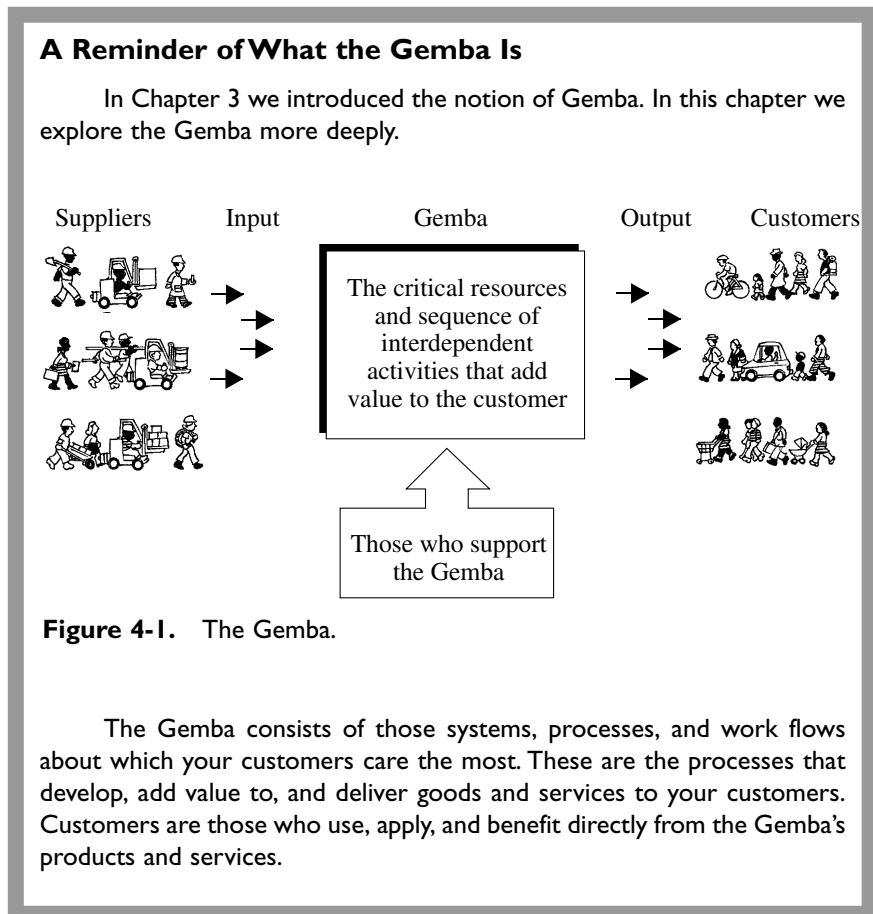 A Reminder of What the Gemba Is
In Chapter 3 we introduced the notion of Gemba. In this chapter we
explore the Gemba more deeply.
Suppliers Input Gemba Output Customers
The critical resources
and sequence of
interdependent
activities that add
value to the customer
Those who support
the Gemba
Figure 4-1. The Gemba.
The Gemba consists of those systems, processes, and work flows
about which your customers care the most. These are the processes that
develop, add value to, and deliver goods and services to your customers.
Customers are those who use, apply, and benefit directly from the Gemba’s
products and services.